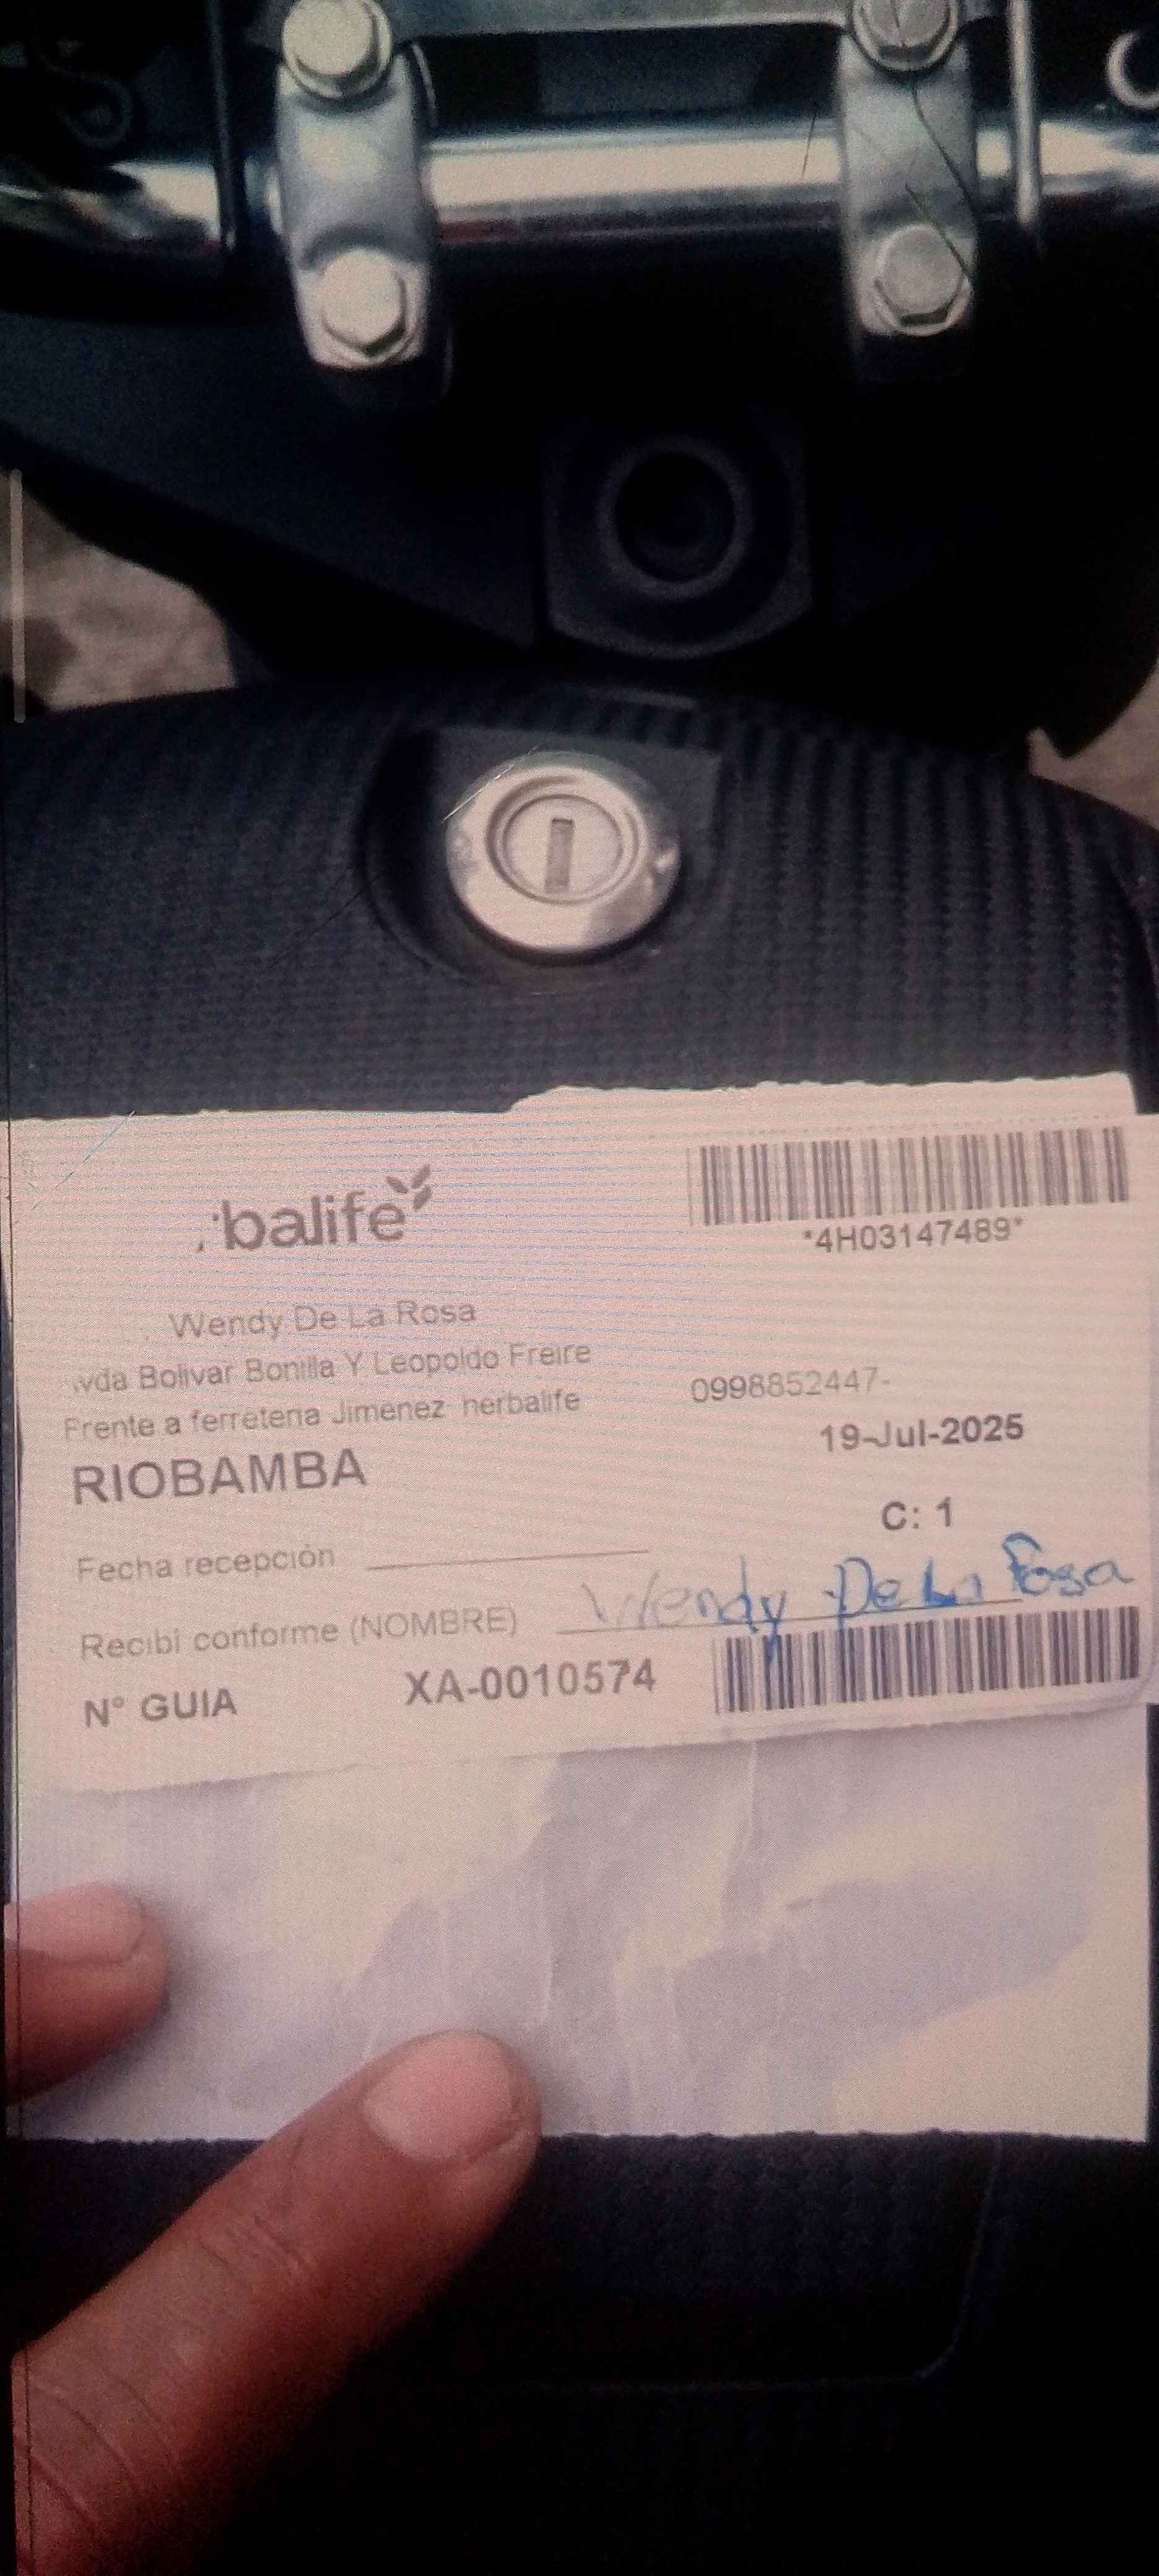 balife
*4H03147489*
Wendy De La Rosa
vda Bolivar Bonilla Y Leopoldo Freire
0998852447-
Frente a ferreteria Jimenez herbalife
19-Jul-2025
RIOBAMBA
C: 1
Fecha recepción
Wendy De La Rosa
Recibi conforme (NOMBRE)
N° GUIA XA-0010574